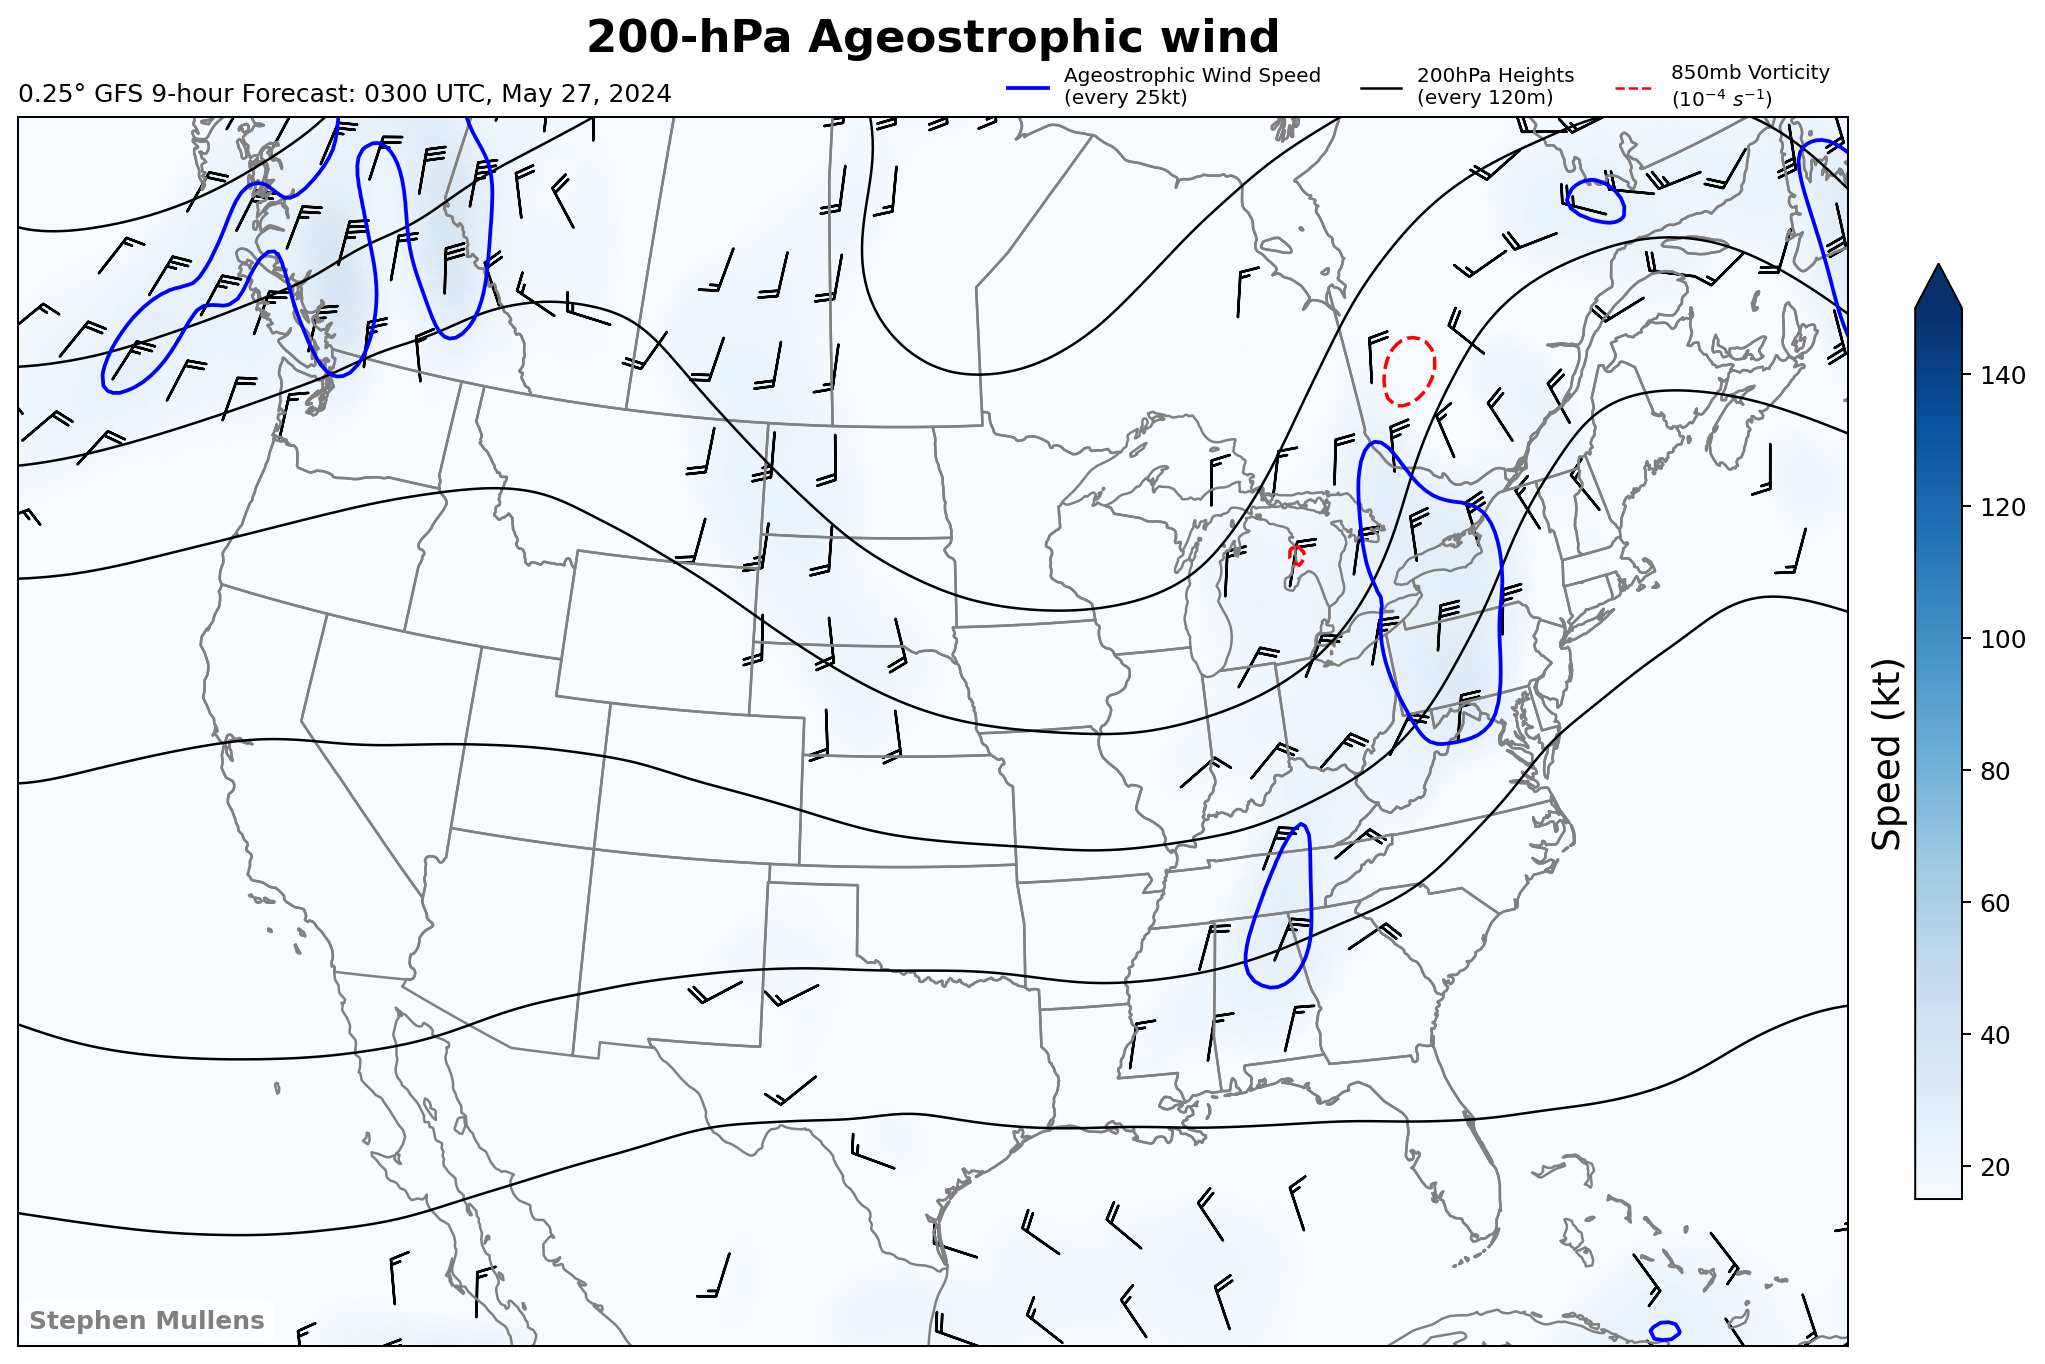 200-hPa Ageostrophic wind
0.25° GFS 9-hour Forecast: 0300 UTC, May 27, 2024
Ageostrophic Wind Speed
(every 25kt)
200hPa Heights
(every 120m)
850mb Vorticity
(10⁻⁴ s⁻¹)
140
120
100
80
60
40
20
Speed (kt)
Stephen Mullens